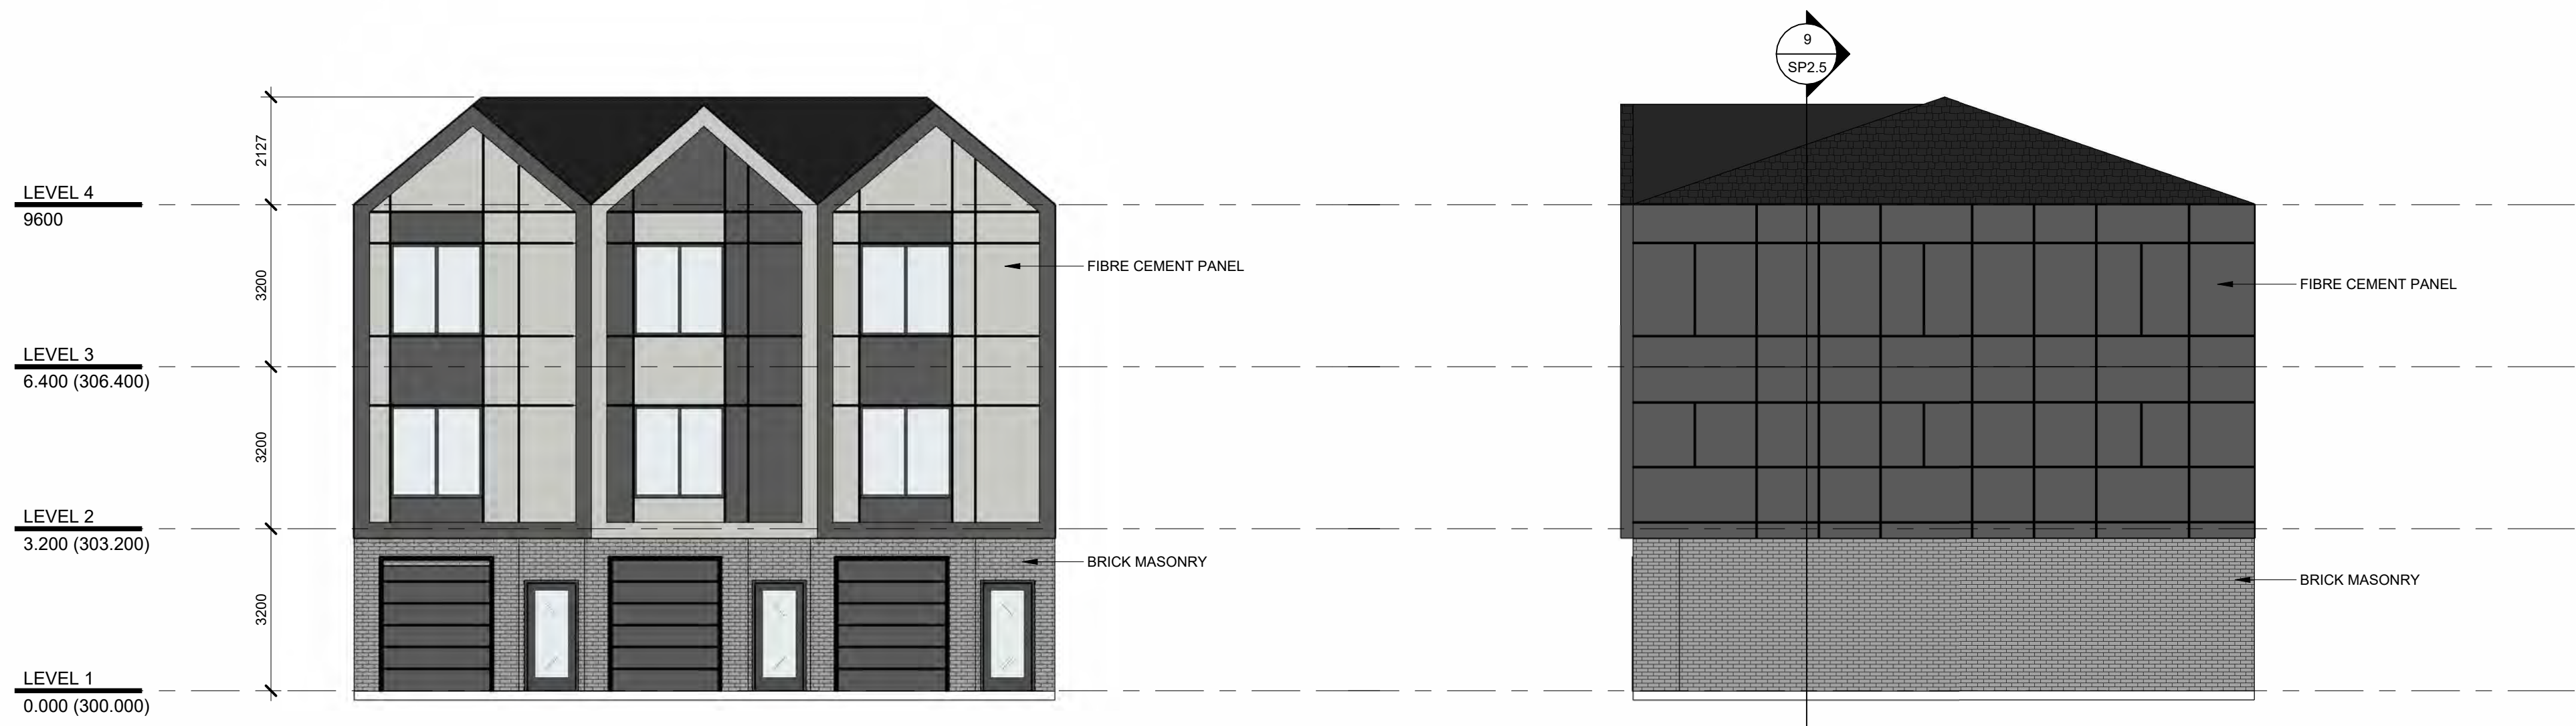 9
SP2.5
2127
LEVEL 4
9600
FIBRE CEMENT PANEL
FIBRE CEMENT PANEL
3200
LEVEL 3
6.400 (306.400)
3200
LEVEL 2
3.200 (303.200)
BRICK MASONRY
BRICK MASONRY
3200
LEVEL 1
0.000 (300.000)